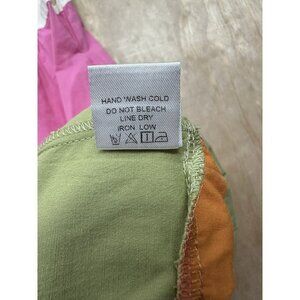 HAND WASH COLD
DO NOT BLEACH
LINE DRY
IRON LOW